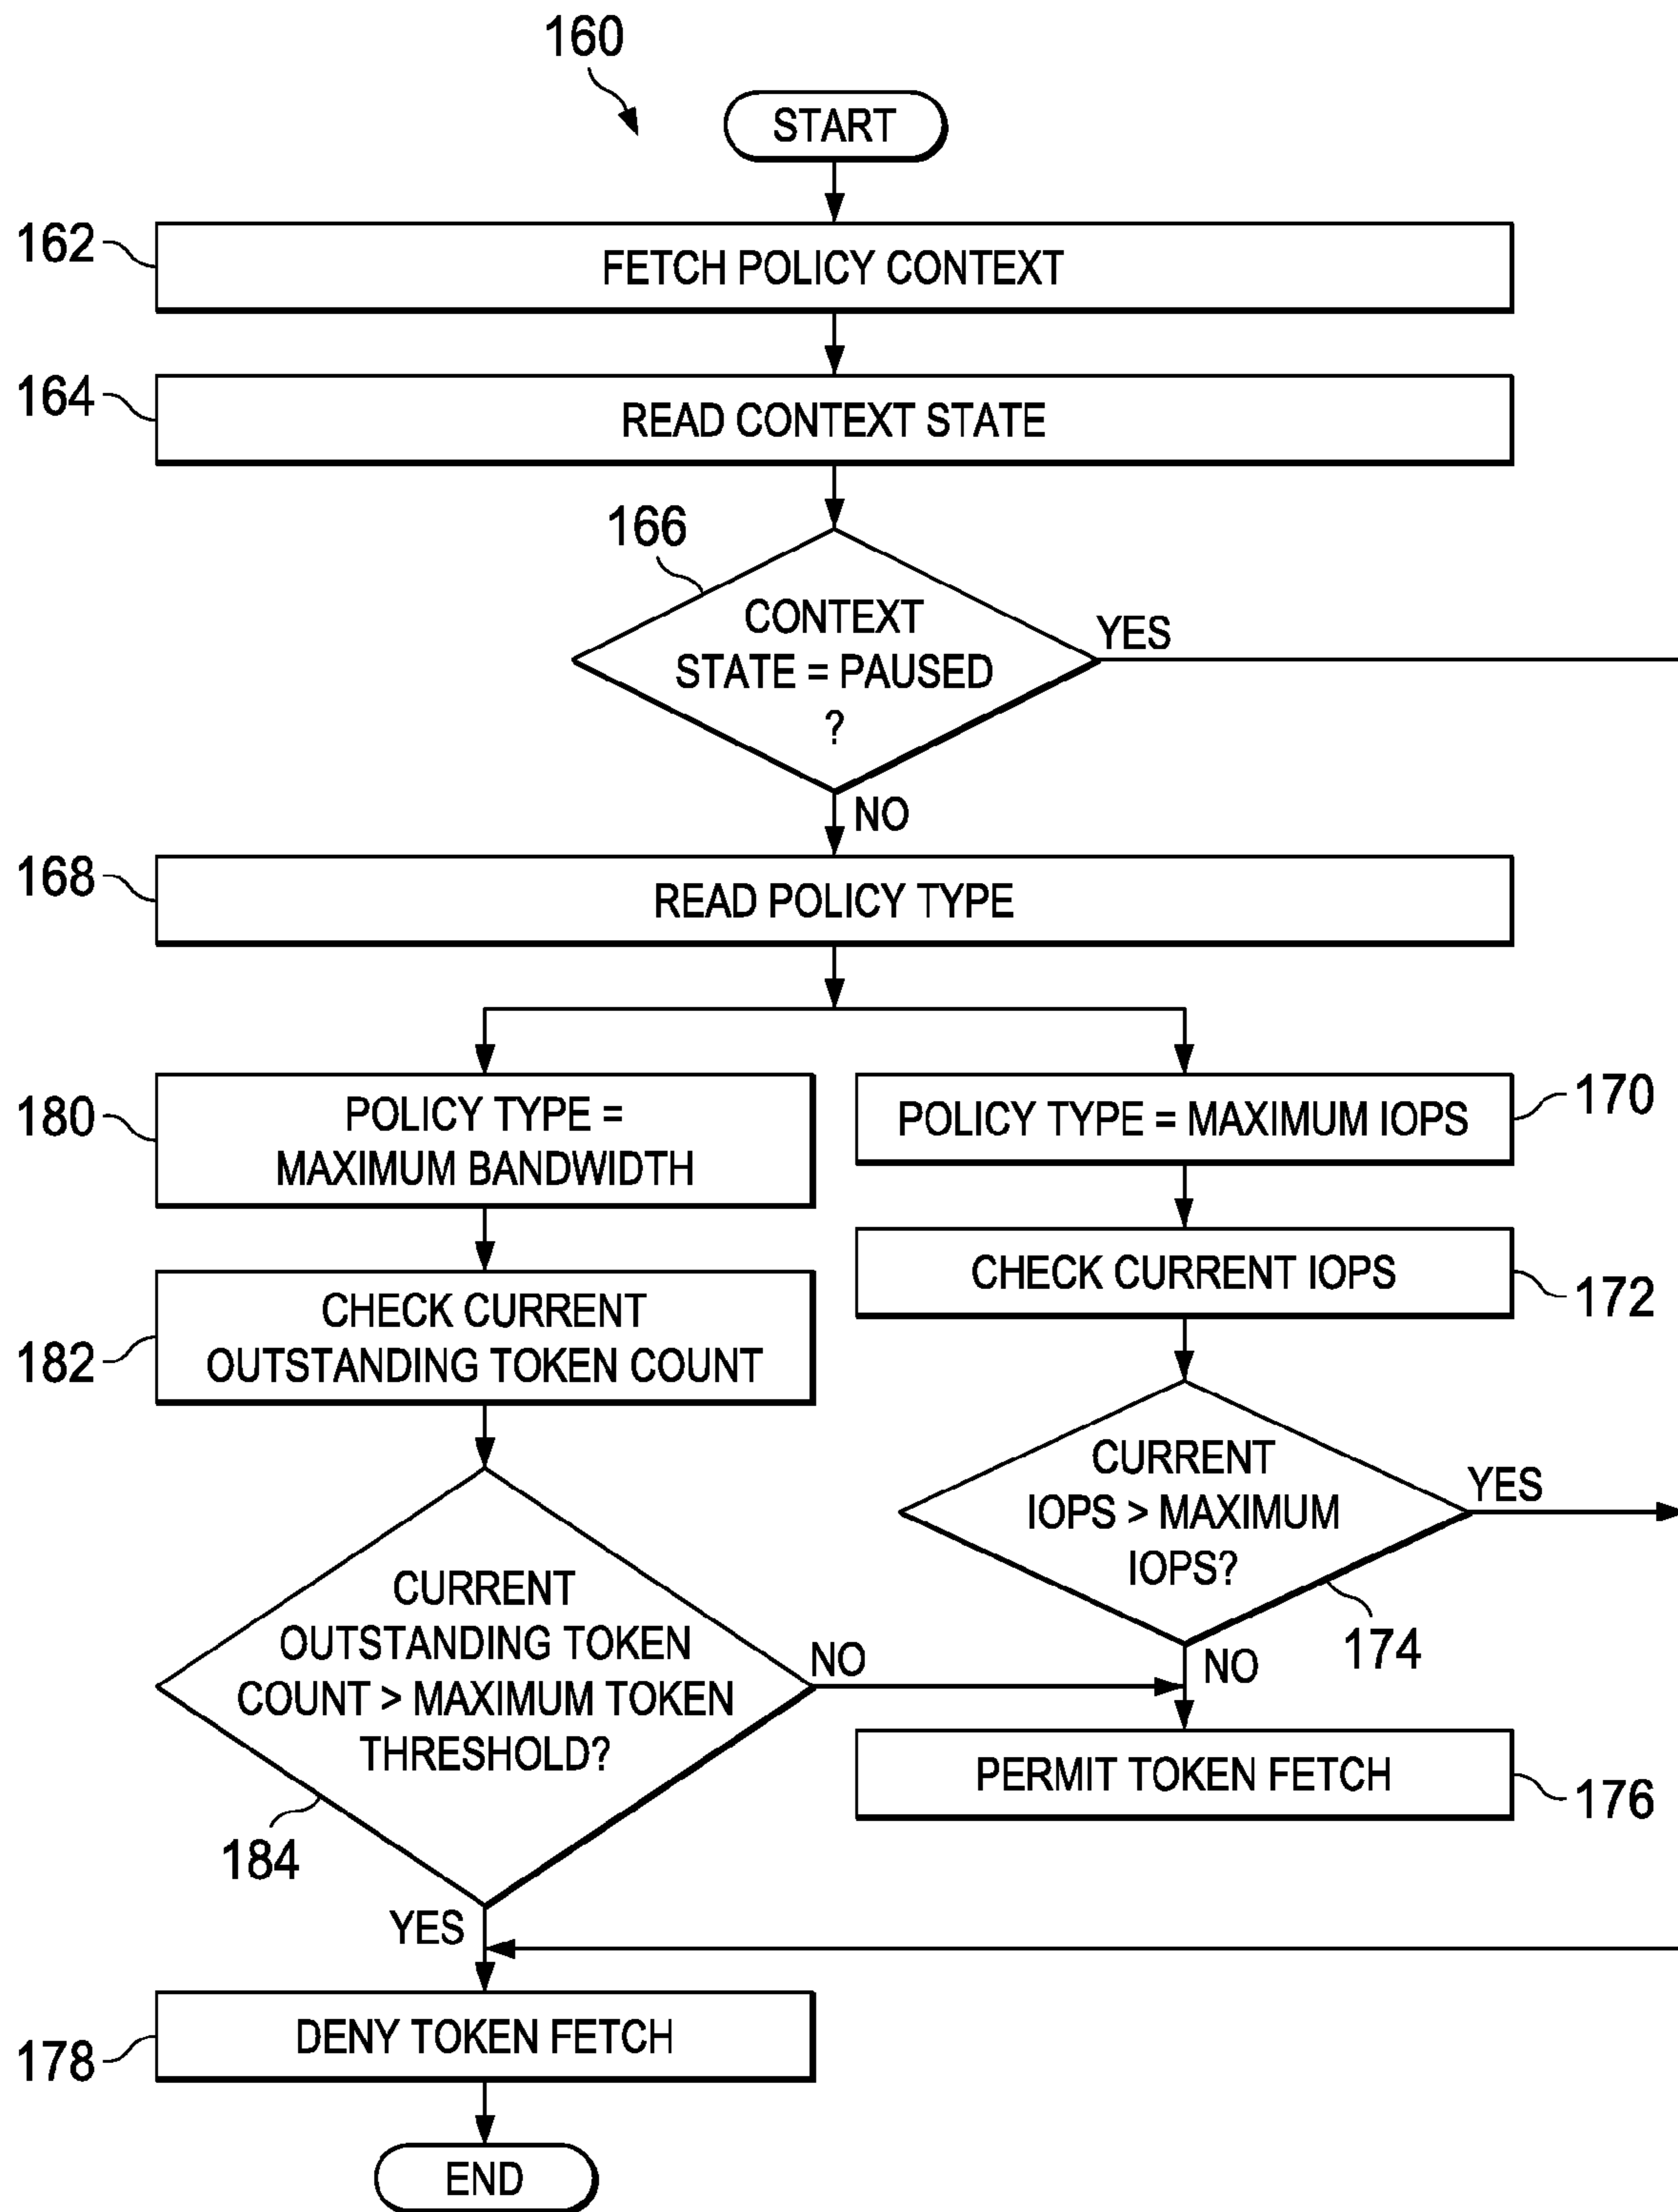 160
START
162
FETCH POLICY CONTEXT
164
READ CONTEXT STATE
166
CONTEXT
STATE = PAUSED
?
YES
NO
168
READ POLICY TYPE
180
POLICY TYPE =
MAXIMUM BANDWIDTH
POLICY TYPE = MAXIMUM IOPS
170
182
CHECK CURRENT
OUTSTANDING TOKEN COUNT
CHECK CURRENT IOPS
172
CURRENT
IOPS > MAXIMUM
IOPS?
YES
174
NO
CURRENT
OUTSTANDING TOKEN
COUNT > MAXIMUM TOKEN
THRESHOLD?
NO
184
YES
PERMIT TOKEN FETCH
176
178
DENY TOKEN FETCH
END